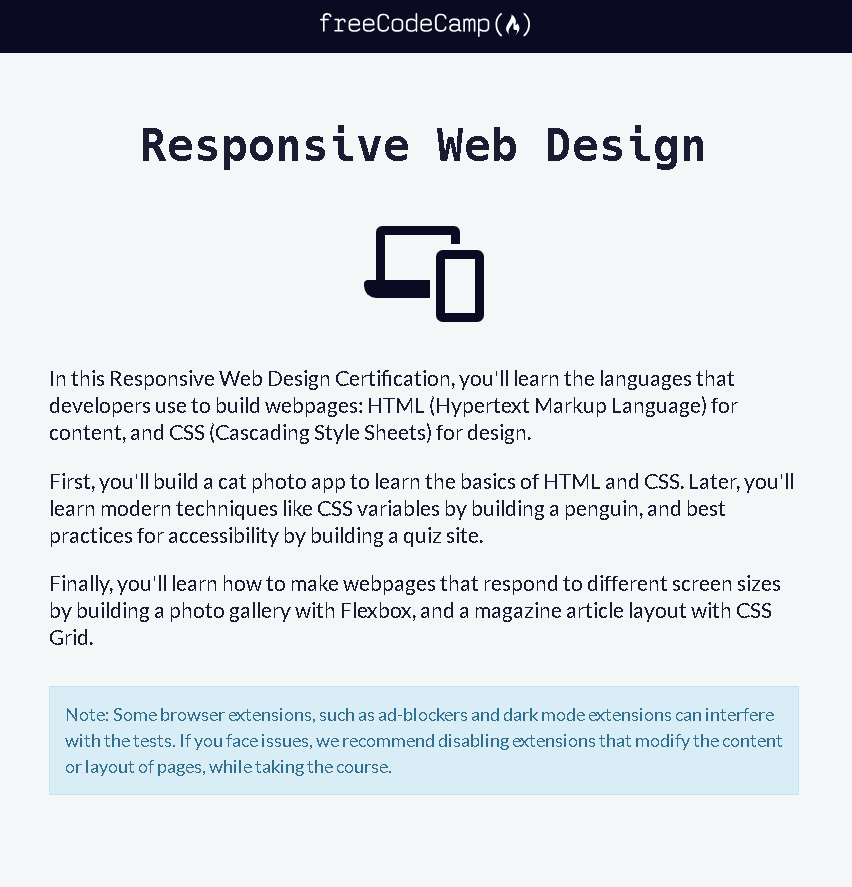 freeCodeCamp
Responsive Web Design
In this Responsive Web Design Certification, you'll learn the languages that
developers use to build webpages: HTML (Hypertext Markup Language) for
content, and CSS (Cascading Style Sheets) for design.
First, you'll build a cat photo app to learn the basics of HTML and CSS. Later, you'll
learn modern techniques like CSS variables by building a penguin, and best
practices for accessibility by building a quiz site.
Finally, you'll learn how to make webpages that respond to different screen sizes
by building a photo gallery with Flexbox, and a magazine article layout with CSS
Grid.
Note: Some browser extensions, such as ad-blockers and dark mode extensions can interfere
with the tests. If you face issues, we recommend disabling extensions that modify the content
or layout of pages, while taking the course.